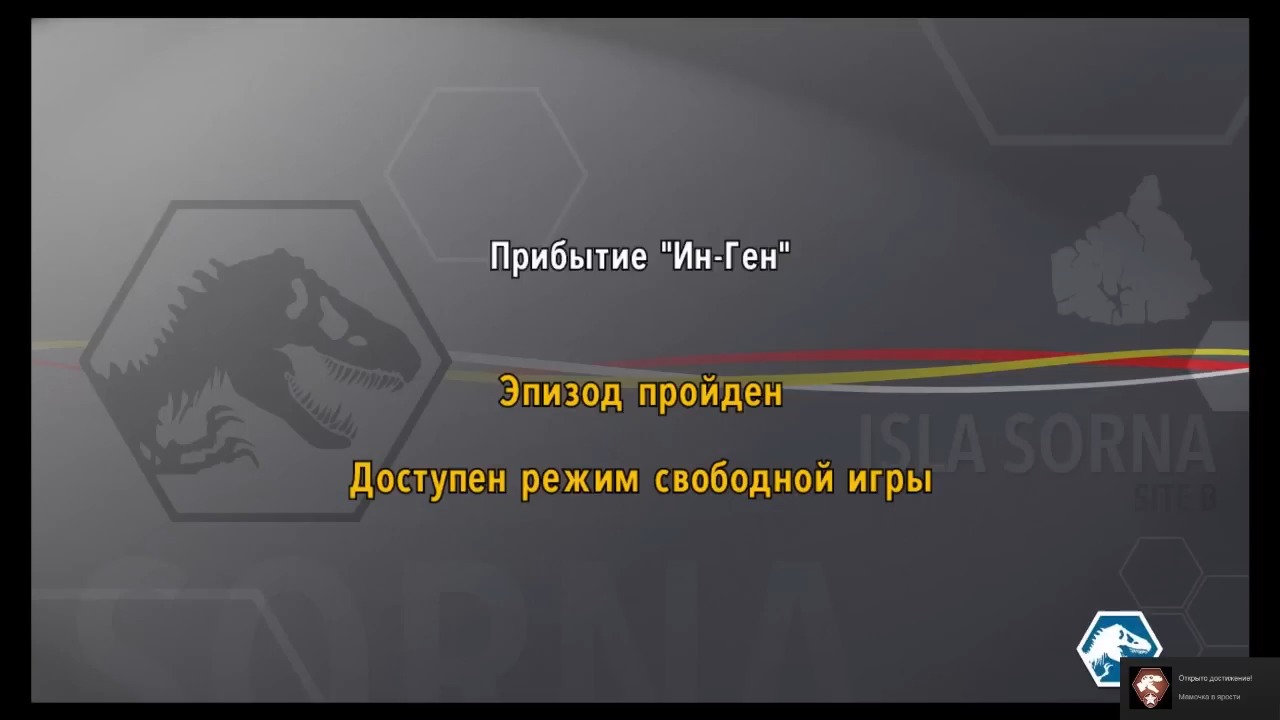 Прибытие "Ин-Ген"
Эпизод пройден
Доступен режим свободной игры
ISLA SORNA
SITE B
SORNA
Открыто достижение!
Мамочка в ярости